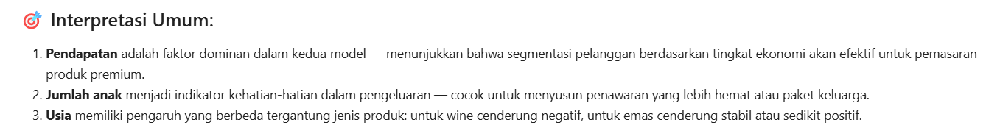 🎯 Interpretasi Umum:
1. Pendapatan adalah faktor dominan dalam kedua model — menunjukkan bahwa segmentasi pelanggan berdasarkan tingkat ekonomi akan efektif untuk pemasaran
produk premium.
2. Jumlah anak menjadi indikator kehatian-hatian dalam pengeluaran — cocok untuk menyusun penawaran yang lebih hemat atau paket keluarga.
3. Usia memiliki pengaruh yang berbeda tergantung jenis produk: untuk wine cenderung negatif, untuk emas cenderung stabil atau sedikit positif.